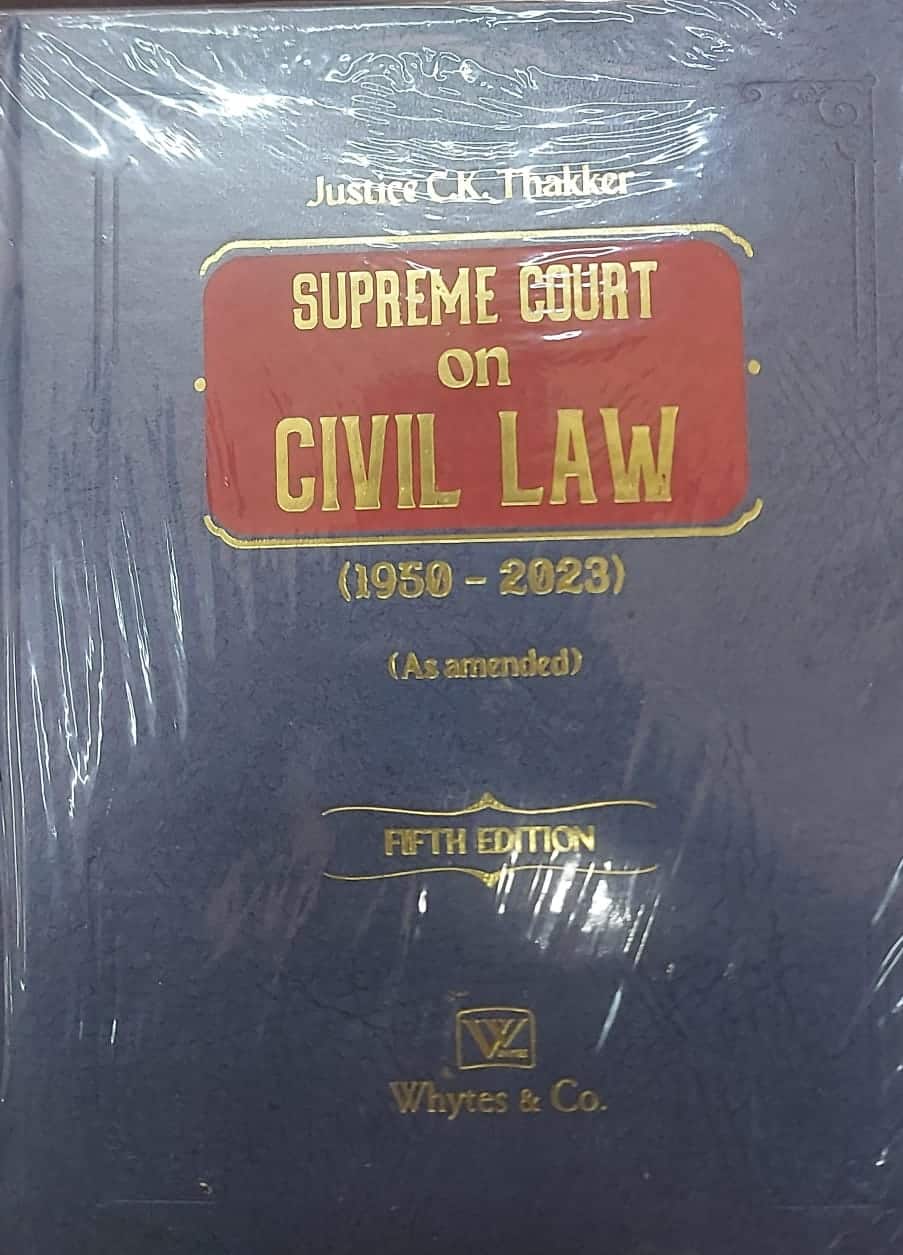 Justice C.K. Thakker
SUPREME COURT
on
CIVIL LAW
(1950 - 2023)
(As amended)
FIFTH EDITION
W
Whytes & Co.